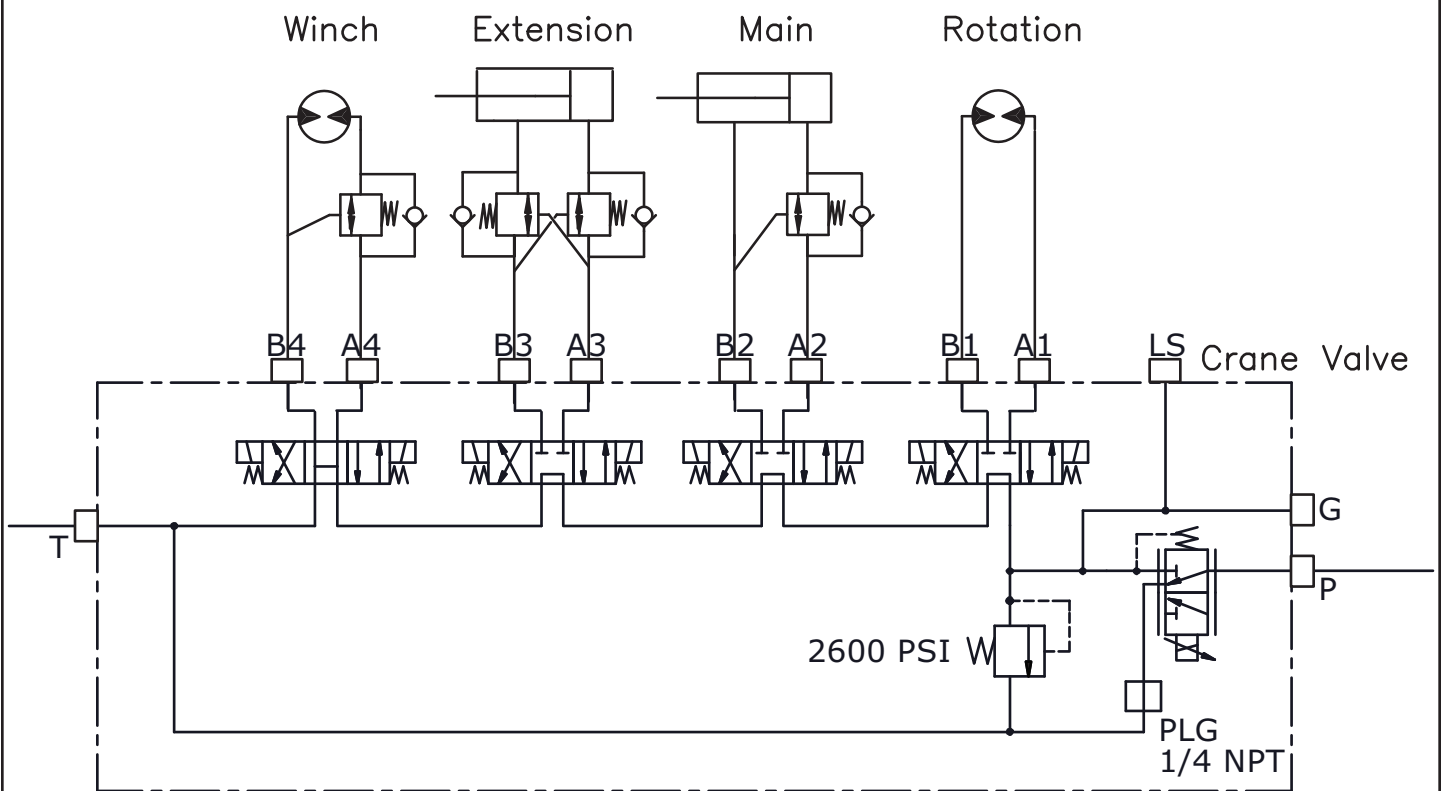 Winch Extension Main Rotation
B4 A4 B3 A3 B2 A2 B1 A1 LS
Crane Valve
T
G
P
2600 PSI
PLG
1/4 NPT